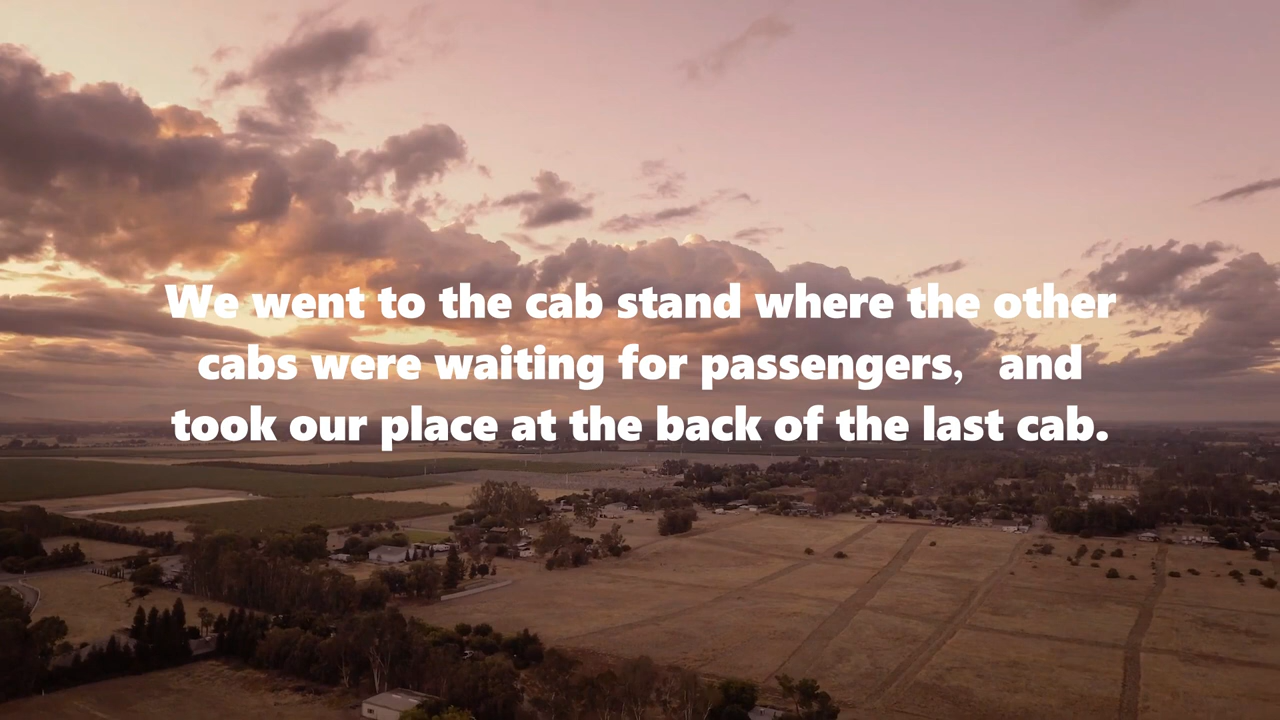 We went to the cab stand where the other
cabs were waiting for passengers, and
took our place at the back of the last cab.